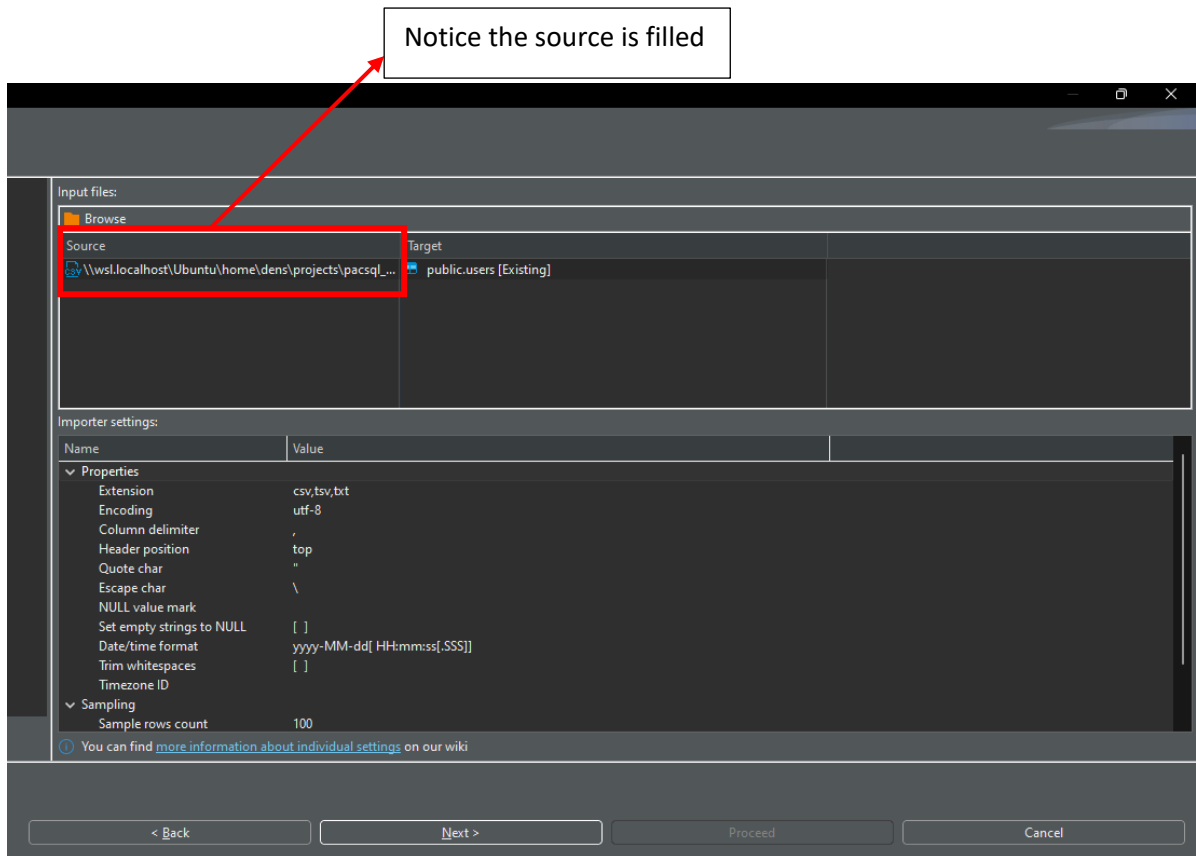 Notice the source is filled
Input files:
Browse
Source Target
\\wsl.localhost\Ubuntu\home\dens\projects\pacsql_... public.users [Existing]
Importer settings:
Name Value
Properties
Extension csv,tsv,txt
Encoding utf-8
Column delimiter ,
Header position top
Quote char "
Escape char \
NULL value mark
Set empty strings to NULL [ ]
Date/time format yyyy-MM-dd[ HH:mm:ss[.SSS]]
Trim whitespaces [ ]
Timezone ID
Sampling
Sample rows count 100
You can find more information about individual settings on our wiki
< Back Next > Proceed Cancel